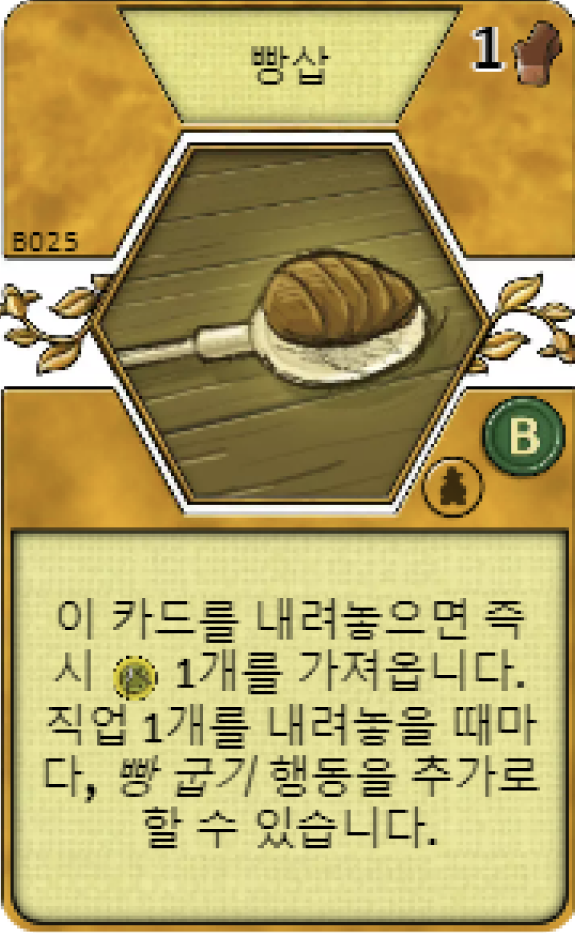 빵삽
1
B025
B
이 카드를 내려놓으면 즉
시 1개를 가져옵니다.
직업 1개를 내려놓을 때마
다, 빵 굽기 행동을 추가로
할 수 있습니다.